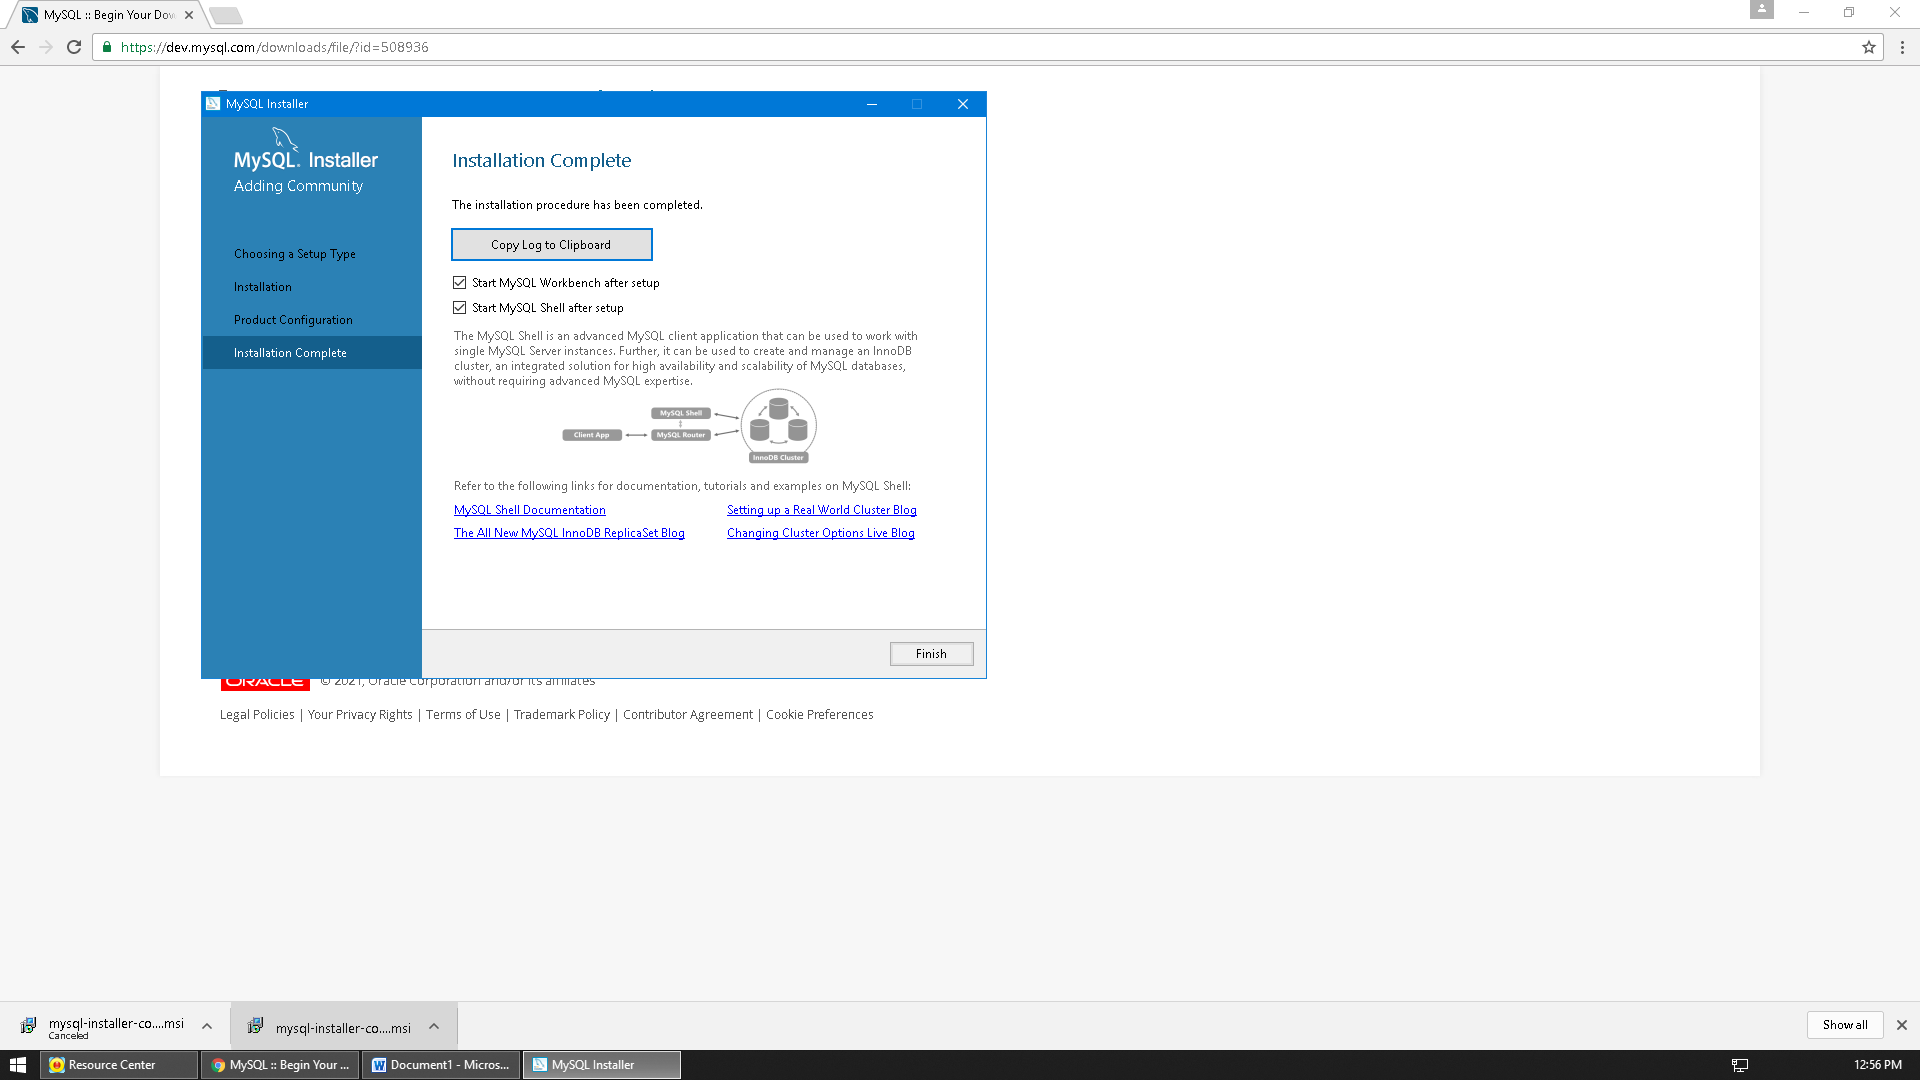 MySQL :: Begin Your Dow
https://dev.mysql.com/downloads/file/?id=508936
MySQL Installer
MySQL. Installer
Adding Community
Choosing a Setup Type
Installation
Product Configuration
Installation Complete
Installation Complete
The installation procedure has been completed.
Copy Log to Clipboard
Start MySQL Workbench after setup
Start MySQL Shell after setup
The MySQL Shell is an advanced MySQL client application that can be used to work with
single MySQL Server instances. Further, it can be used to create and manage an InnoDB
cluster, an integrated solution for high availability and scalability of MySQL databases,
without requiring advanced MySQL expertise.
MySQL Shell
Client App
MySQL Router
InnoDB Cluster
Refer to the following links for documentation, tutorials and examples on MySQL Shell:
MySQL Shell Documentation
Setting up a Real World Cluster Blog
The All New MySQL InnoDB ReplicaSet Blog
Changing Cluster Options Live Blog
Finish
ORACLE © 2021, Oracle Corporation and/or its affiliates
Legal Policies | Your Privacy Rights | Terms of Use | Trademark Policy | Contributor Agreement | Cookie Preferences
mysql-installer-co....msi
Canceled
mysql-installer-co....msi
Show all
Resource Center
MySQL :: Begin Your ...
Document1 - Micros...
MySQL Installer
12:56 PM